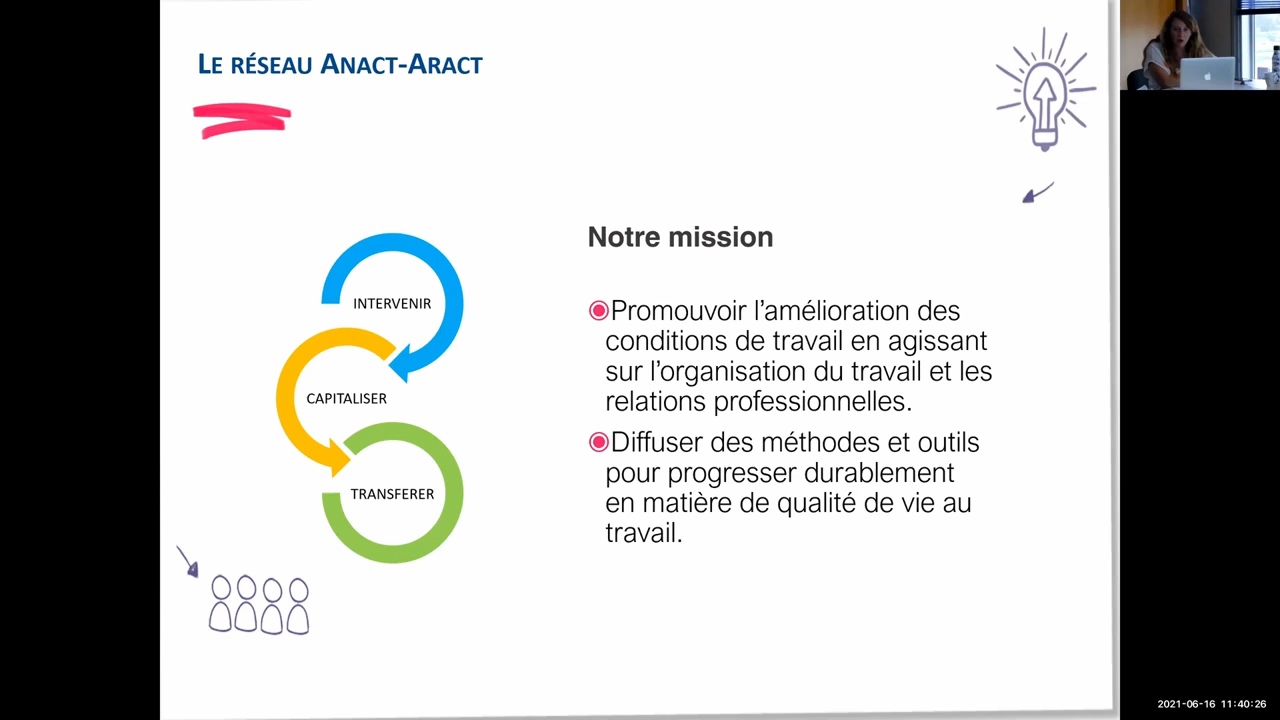 LE RÉSEAU ANACT-ARACT
INTERVENIR
CAPITALISER
TRANSFERER
Notre mission
Promouvoir l'amélioration des
conditions de travail en agissant
sur l'organisation du travail et les
relations professionnelles.
Diffuser des méthodes et outils
pour progresser durablement
en matière de qualité de vie au
travail.
2021-06-16 11:40:26